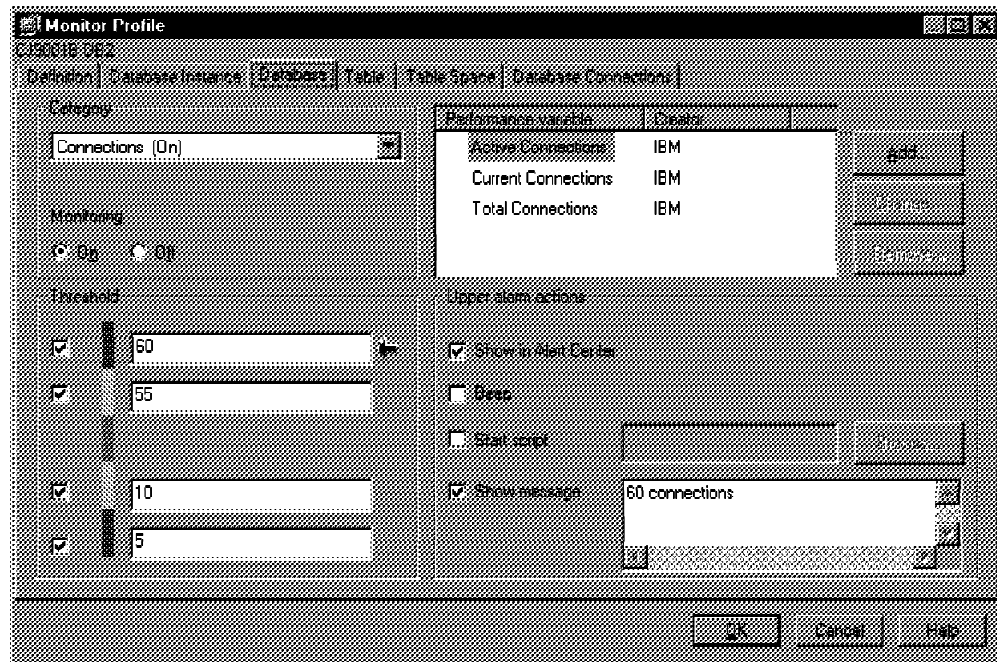 Monitor Profile
CJ9001B DB2
Definition Database Instance Database Table Table Space Database Connections
Category
Connections (On)
Monitoring
On Off
Performance variable Creator
Active Connections IBM
Current Connections IBM
Total Connections IBM
Add...
Change...
Remove...
Threshold
60
55
10
5
Upper alarm actions
Show in Alert Center
Beep
Start script
Show message
60 connections
OK Cancel Help